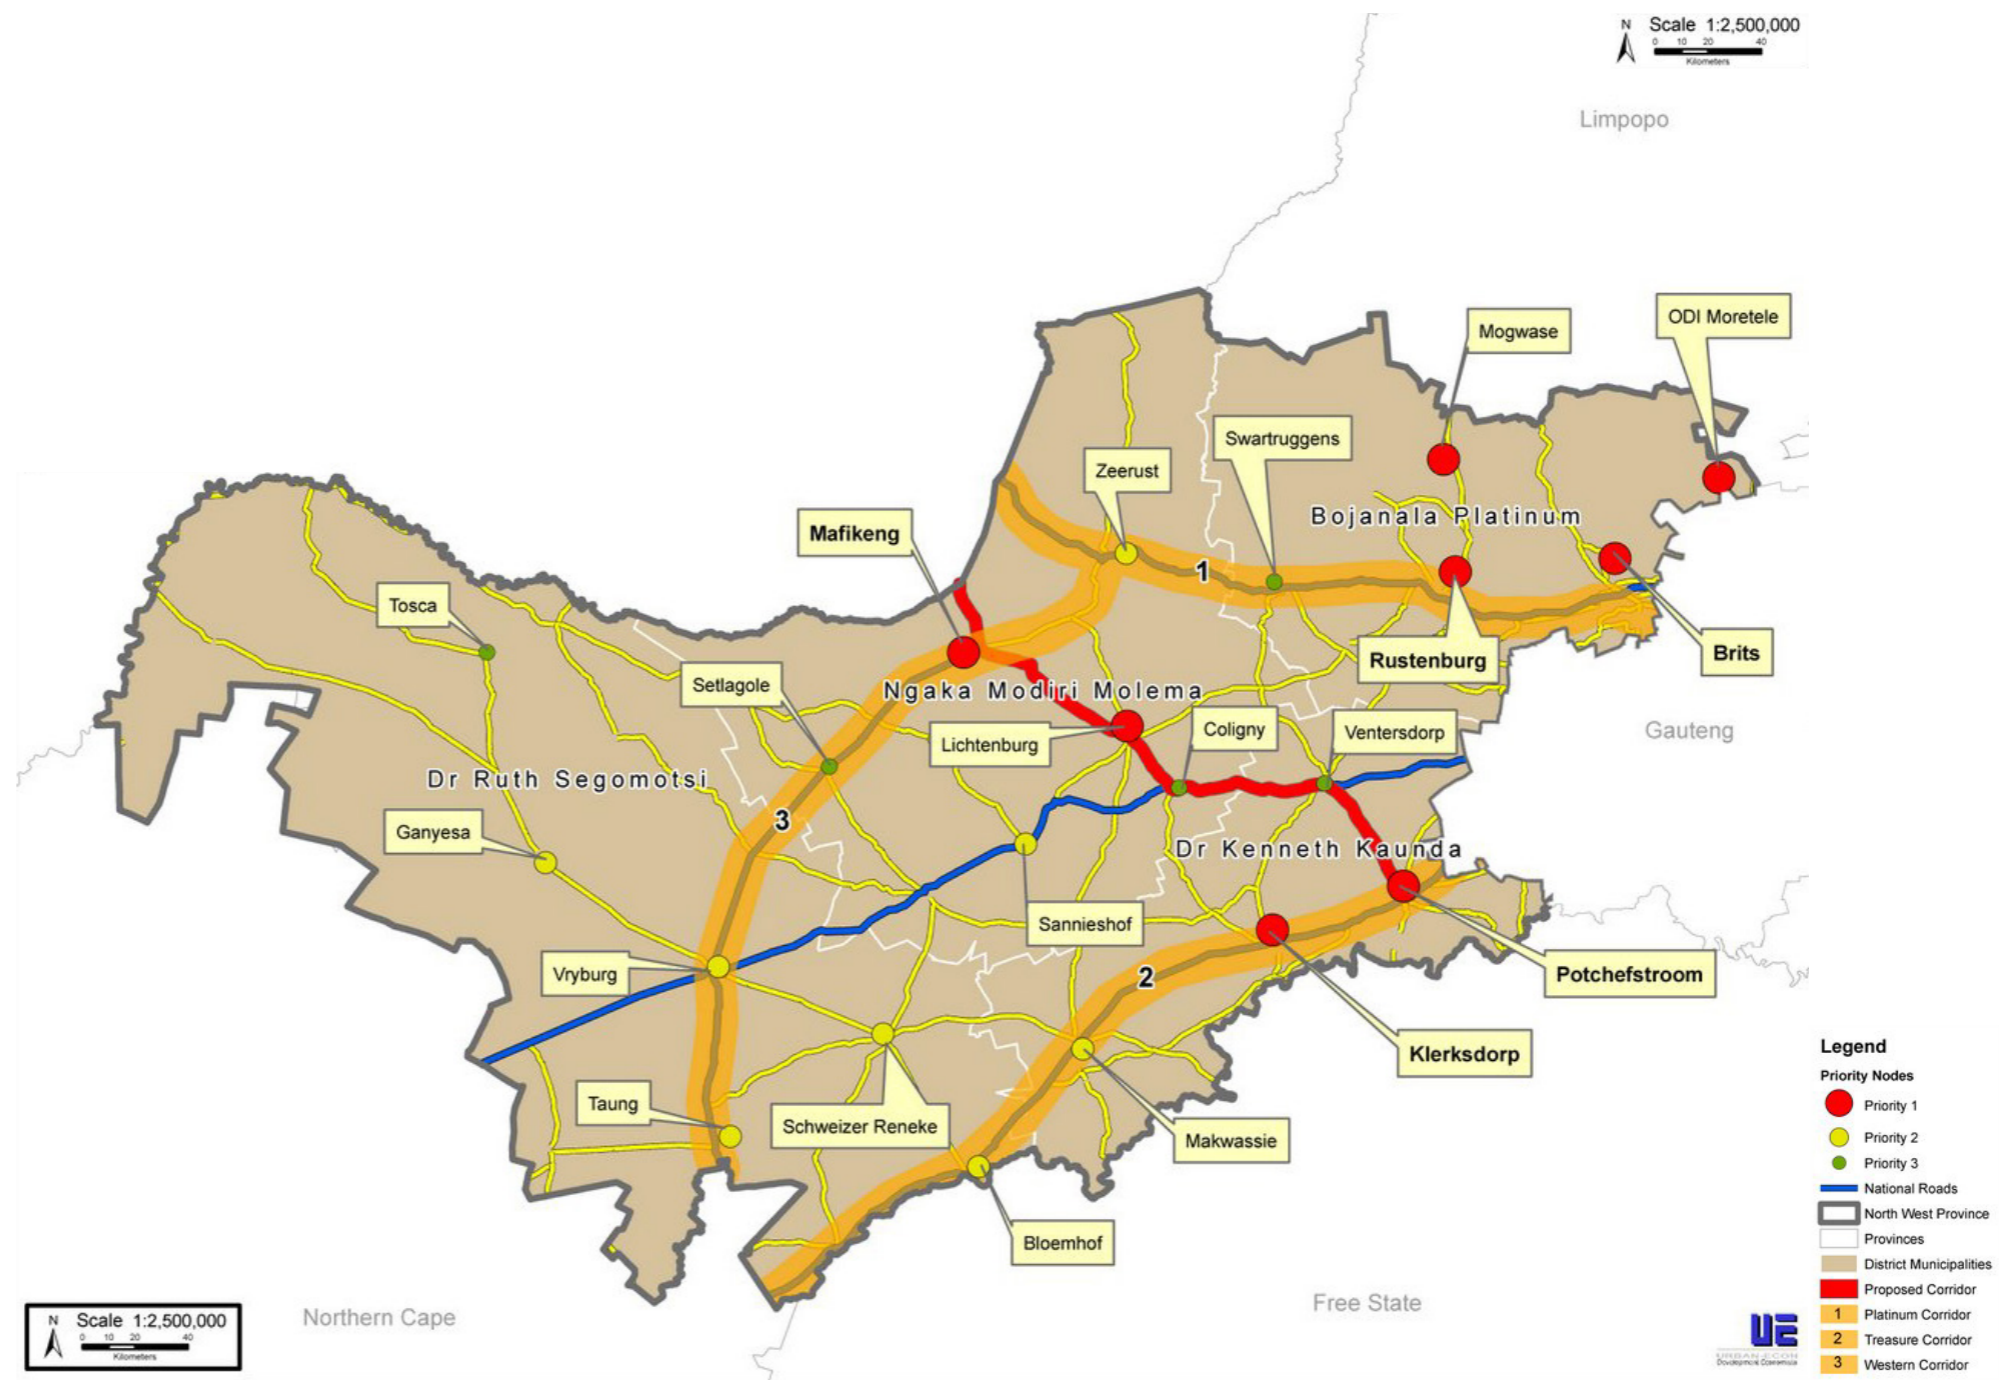 N Scale 1:2,500,000
0 10 20 40
Kilometers
Limpopo
ODI Moretele
Mogwase
Swartruggens
Zeerust
Bojanala Platinum
Mafikeng
1
Tosca
Brits
Rustenburg
Setlagole
Ngaka Modiri Molema
Coligny
Ventersdorp
Gauteng
Lichtenburg
Dr Ruth Segomotsi
3
Ganyesa
Dr Kenneth Kaunda
Sannieshof
Vryburg
2
Potchefstroom
Klerksdorp
Taung
Schweizer Reneke
Makwassie
Bloemhof
Northern Cape
Free State
N Scale 1:2,500,000
0 10 20 40
Kilometers
UE
URBAN-ECON
Development Economists
Legend
Priority Nodes
Priority 1
Priority 2
Priority 3
National Roads
North West Province
Provinces
District Municipalities
Proposed Corridor
1 Platinum Corridor
2 Treasure Corridor
3 Western Corridor